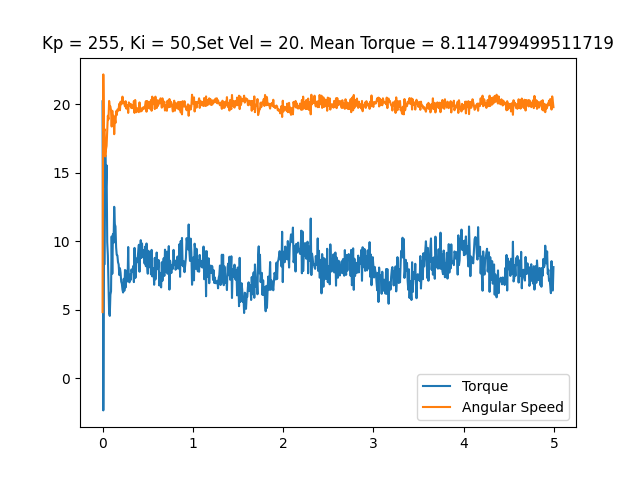 Kp = 255, Ki = 50,Set Vel = 20. Mean Torque = 8.114799499511719
20
15
10
5
0
Torque
Angular Speed
0 1 2 3 4 5